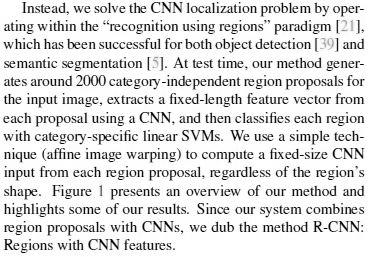 Instead, we solve the CNN localization problem by oper-
ating within the “recognition using regions” paradigm [21],
which has been successful for both object detection [39] and
semantic segmentation [5]. At test time, our method gener-
ates around 2000 category-independent region proposals for
the input image, extracts a fixed-length feature vector from
each proposal using a CNN, and then classifies each region
with category-specific linear SVMs. We use a simple tech-
nique (affine image warping) to compute a fixed-size CNN
input from each region proposal, regardless of the region’s
shape. Figure 1 presents an overview of our method and
highlights some of our results. Since our system combines
region proposals with CNNs, we dub the method R-CNN:
Regions with CNN features.